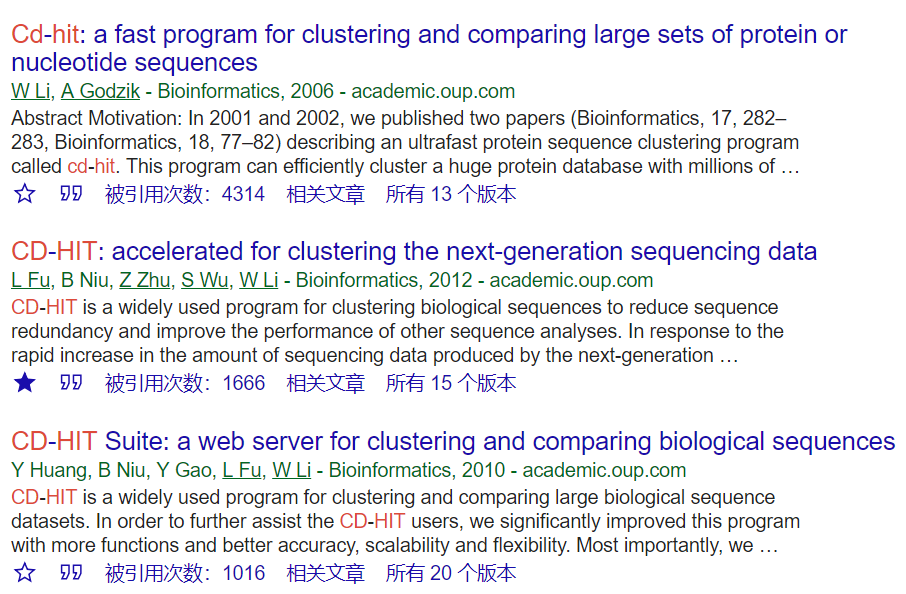 Cd-hit: a fast program for clustering and comparing large sets of protein or
nucleotide sequences
W Li, A Godzik - Bioinformatics, 2006 - academic.oup.com
Abstract Motivation: In 2001 and 2002, we published two papers (Bioinformatics, 17, 282–
283, Bioinformatics, 18, 77–82) describing an ultrafast protein sequence clustering program
called cd-hit. This program can efficiently cluster a huge protein database with millions of …
被引用次数：4314 相关文章 所有 13 个版本
CD-HIT: accelerated for clustering the next-generation sequencing data
L Fu, B Niu, Z Zhu, S Wu, W Li - Bioinformatics, 2012 - academic.oup.com
CD-HIT is a widely used program for clustering biological sequences to reduce sequence
redundancy and improve the performance of other sequence analyses. In response to the
rapid increase in the amount of sequencing data produced by the next-generation …
被引用次数：1666 相关文章 所有 15 个版本
CD-HIT Suite: a web server for clustering and comparing biological sequences
Y Huang, B Niu, Y Gao, L Fu, W Li - Bioinformatics, 2010 - academic.oup.com
CD-HIT is a widely used program for clustering and comparing large biological sequence
datasets. In order to further assist the CD-HIT users, we significantly improved this program
with more functions and better accuracy, scalability and flexibility. Most importantly, we …
被引用次数：1016 相关文章 所有 20 个版本